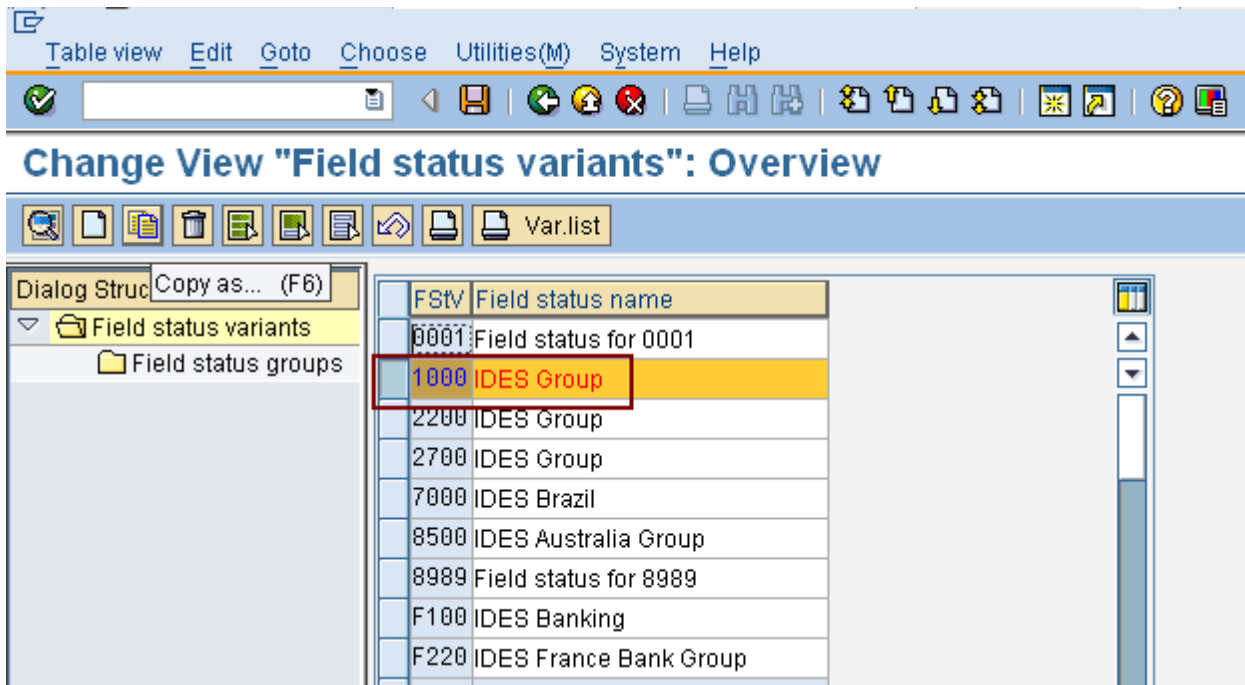 Table view Edit Goto Choose Utilities(M) System Help
Change View "Field status variants": Overview
Var.list
Dialog Struc
Copy as... (F6)
Field status variants
Field status groups
FStV Field status name
0001 Field status for 0001
1000 IDES Group
2200 IDES Group
2700 IDES Group
7000 IDES Brazil
8500 IDES Australia Group
8989 Field status for 8989
F100 IDES Banking
F220 IDES France Bank Group